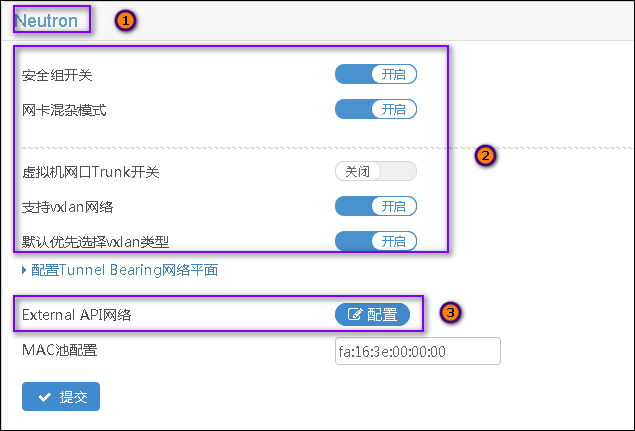 Neutron 1
安全组开关 开启
网卡混杂模式 开启
虚拟机网口Trunk开关 关闭
2
支持vxlan网络 开启
默认优先选择vxlan类型 开启
配置Tunnel Bearing网络平面
External API网络 配置 3
MAC池配置 fa:16:3e:00:00:00
提交